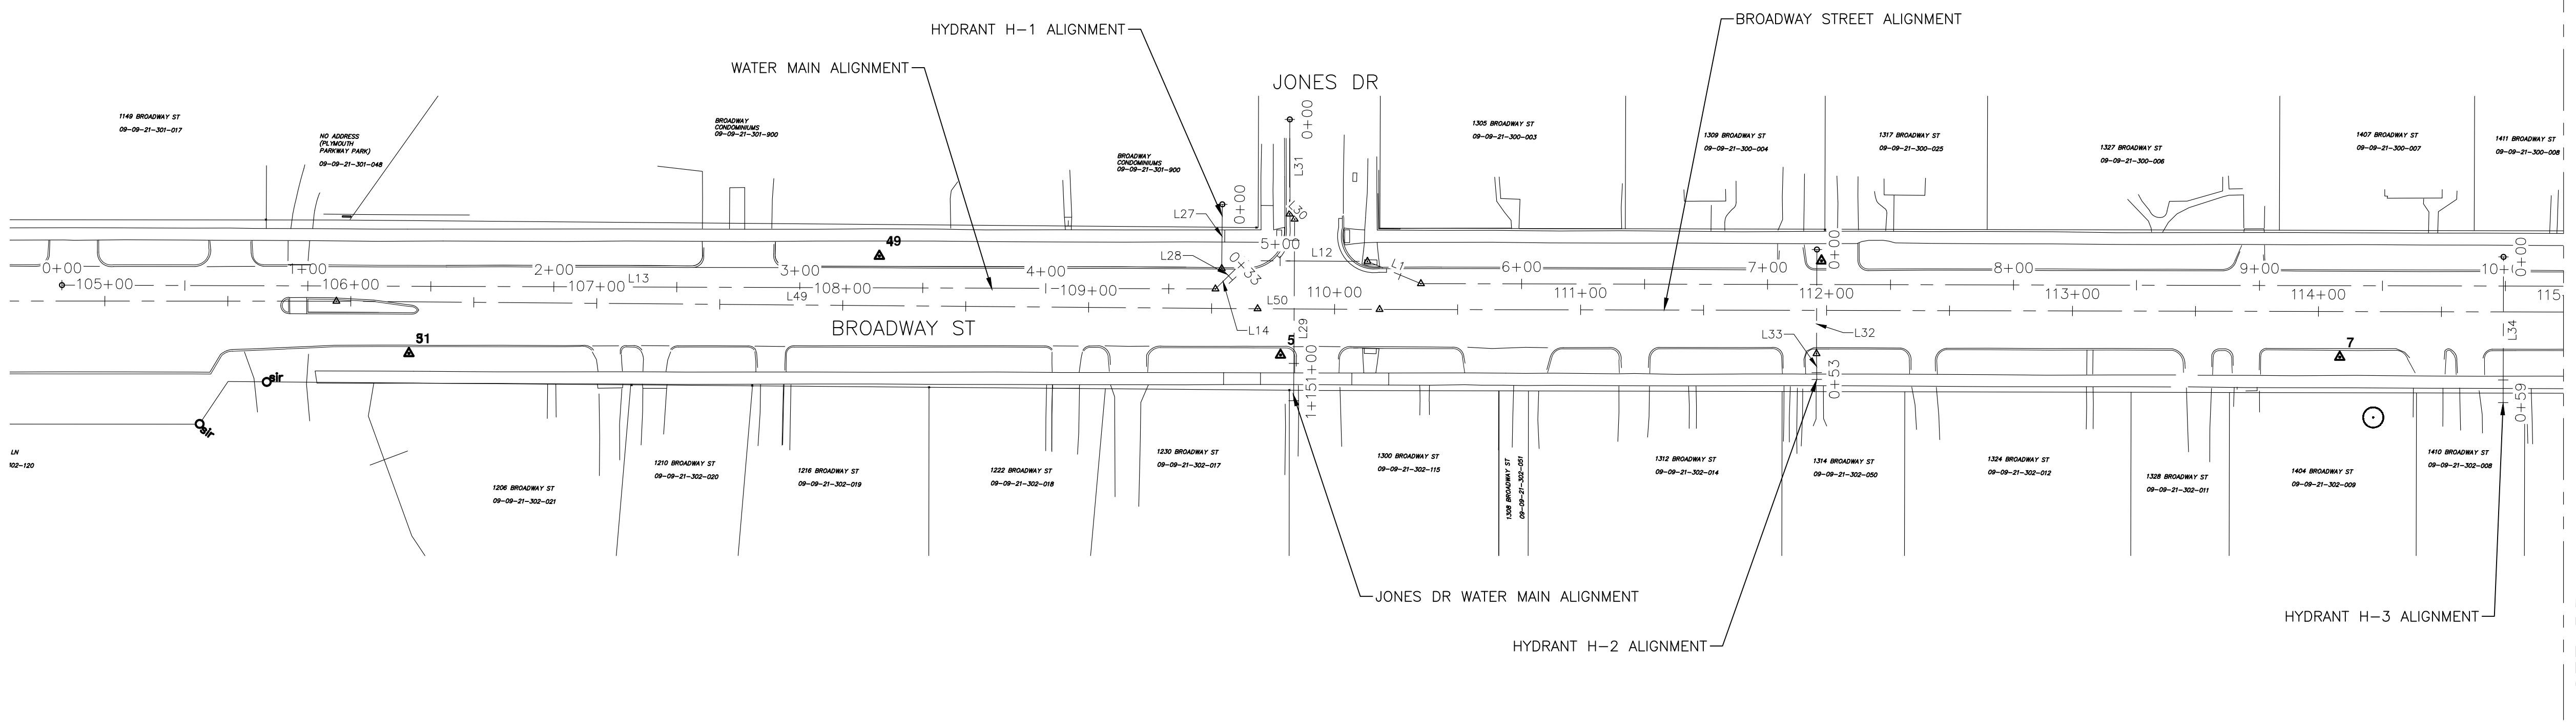 BROADWAY STREET ALIGNMENT
HYDRANT H-1 ALIGNMENT
WATER MAIN ALIGNMENT
JONES DR
1149 BROADWAY ST
09-09-21-301-017
NO ADDRESS
(PLYMOUTH
PARKWAY PARK)
09-09-21-301-048
BROADWAY
CONDOMINIUMS
09-09-21-301-900
BROADWAY
CONDOMINIUMS
09-09-21-301-900
0+00
L31
L30
1305 BROADWAY ST
09-09-21-300-003
1309 BROADWAY ST
09-09-21-300-004
1317 BROADWAY ST
09-09-21-300-025
1327 BROADWAY ST
09-09-21-300-006
1407 BROADWAY ST
09-09-21-300-007
1411 BROADWAY ST
09-09-21-300-008
0+00
L27
L28
49
0+33
5+00
L12
L1
0+00
0+00
0+00
1+00
2+00
3+00
4+00
6+00
7+00
8+00
9+00
105+00
106+00
107+00
L13
108+00
109+00
110+00
111+00
112+00
113+00
114+00
115
L49
L50
L14
L29
L33
L32
L34
BROADWAY ST
5
7
sir
sir
1+00
0+53
0+59
LN
102-120
1206 BROADWAY ST
09-09-21-302-021
1210 BROADWAY ST
09-09-21-302-020
1216 BROADWAY ST
09-09-21-302-019
1222 BROADWAY ST
09-09-21-302-018
1230 BROADWAY ST
09-09-21-302-017
1300 BROADWAY ST
09-09-21-302-115
1308 BROADWAY ST
09-09-21-302-051
1312 BROADWAY ST
09-09-21-302-014
1314 BROADWAY ST
09-09-21-302-050
1324 BROADWAY ST
09-09-21-302-012
1328 BROADWAY ST
09-09-21-302-011
1404 BROADWAY ST
09-09-21-302-009
1410 BROADWAY ST
09-09-21-302-008
JONES DR WATER MAIN ALIGNMENT
HYDRANT H-2 ALIGNMENT
HYDRANT H-3 ALIGNMENT